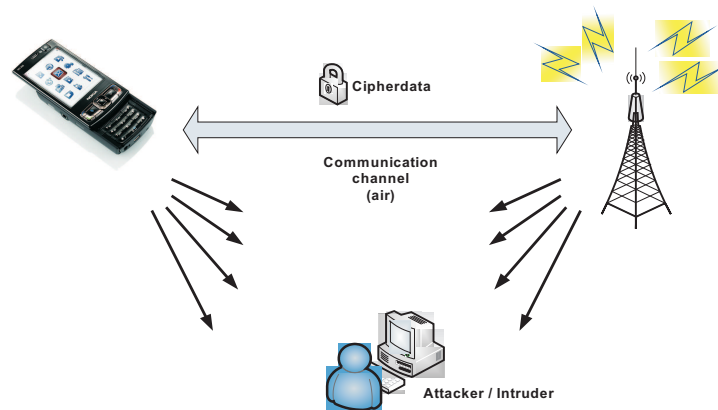 Cipherdata
Communication
channel
(air)
Attacker / Intruder